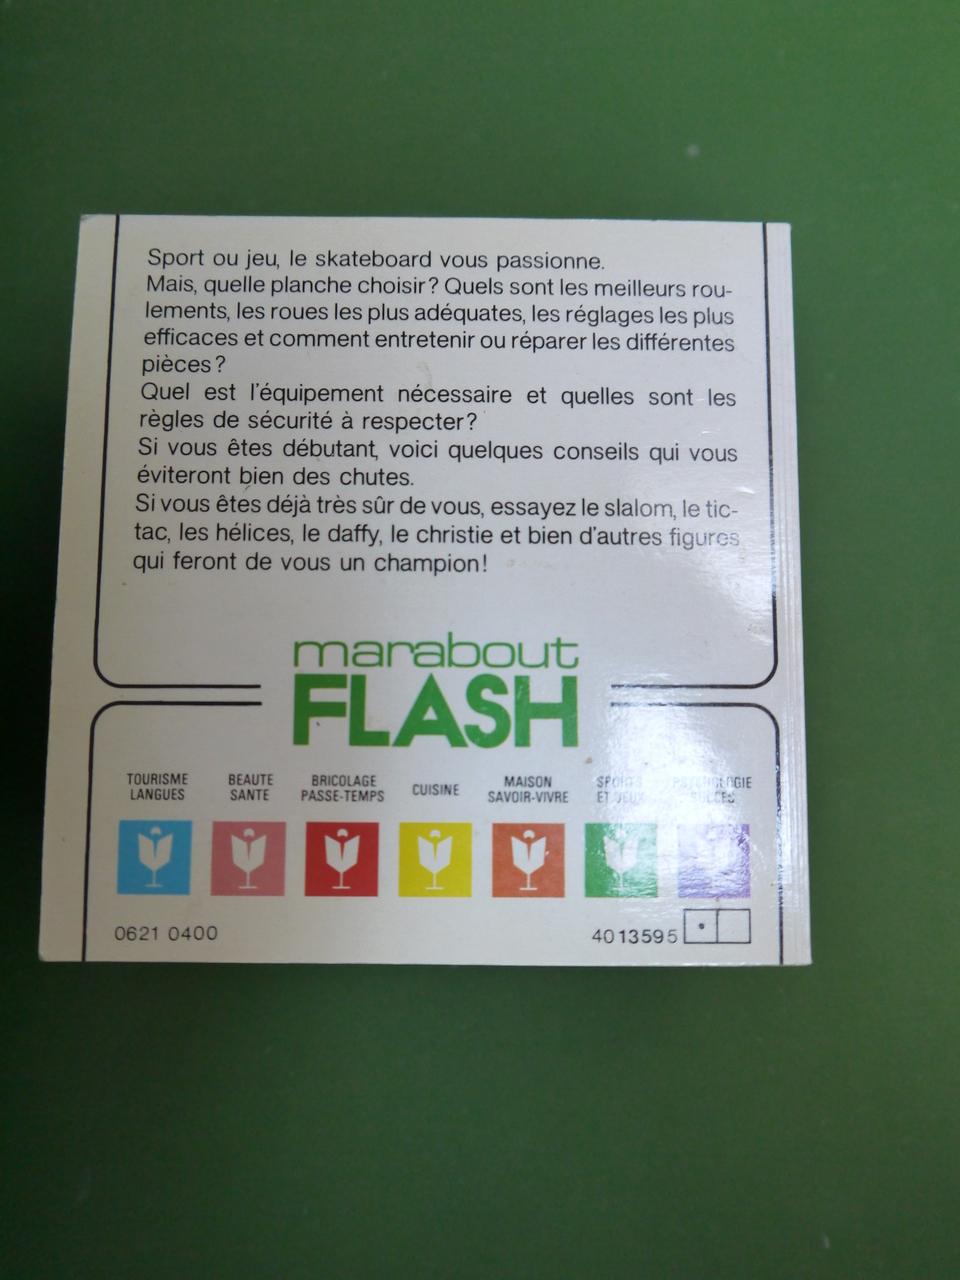 Sport ou jeu, le skateboard vous passionne.
Mais, quelle planche choisir? Quels sont les meilleurs rou-
lements, les roues les plus adéquates, les réglages les plus
efficaces et comment entretenir ou réparer les différentes
pièces?
Quel est l'équipement nécessaire et quelles sont les
règles de sécurité à respecter?
Si vous êtes débutant, voici quelques conseils qui vous
éviteront bien des chutes.
Si vous êtes déjà très sûr de vous, essayez le slalom, le tic-
tac, les hélices, le daffy, le christie et bien d'autres figures
qui feront de vous un champion!
marabout
FLASH
TOURISME
LANGUES
BEAUTE
SANTE
BRICOLAGE
PASSE-TEMPS
CUISINE
MAISON
SAVOIR-VIVRE
SPORTS
ET JEUX
PSYCHOLOGIE
SUCCES
0621 0400
4013595